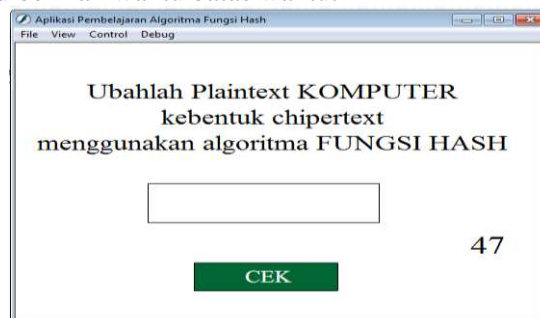 Aplikasi Pembelajaran Algoritma Fungsi Hash
File View Control Debug
Ubahlah Plaintext KOMPUTER
kebentuk chipertext
menggunakan algoritma FUNGSI HASH
47
CEK